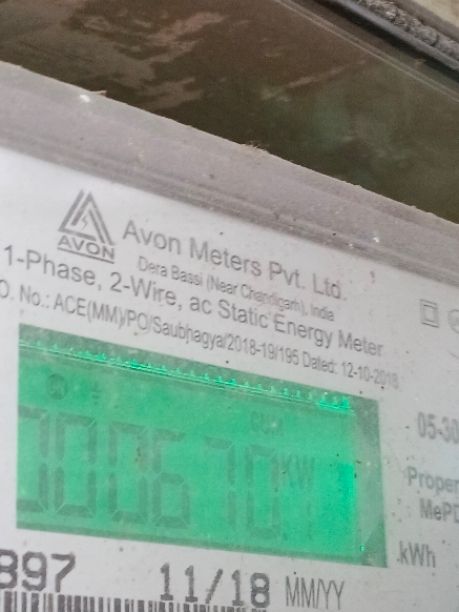 AVON
Avon Meters Pvt. Ltd.
Dera Bassi (Near Chandigarh), India
1-Phase, 2-Wire, ac Static Energy Meter
O. No.: ACE(MM)/PO/Saubhagya/2018-19/195 Dated: 12-10-2018
05-30
000670 KW
Proper
MePD
kWh
897 11/18 MM/YY